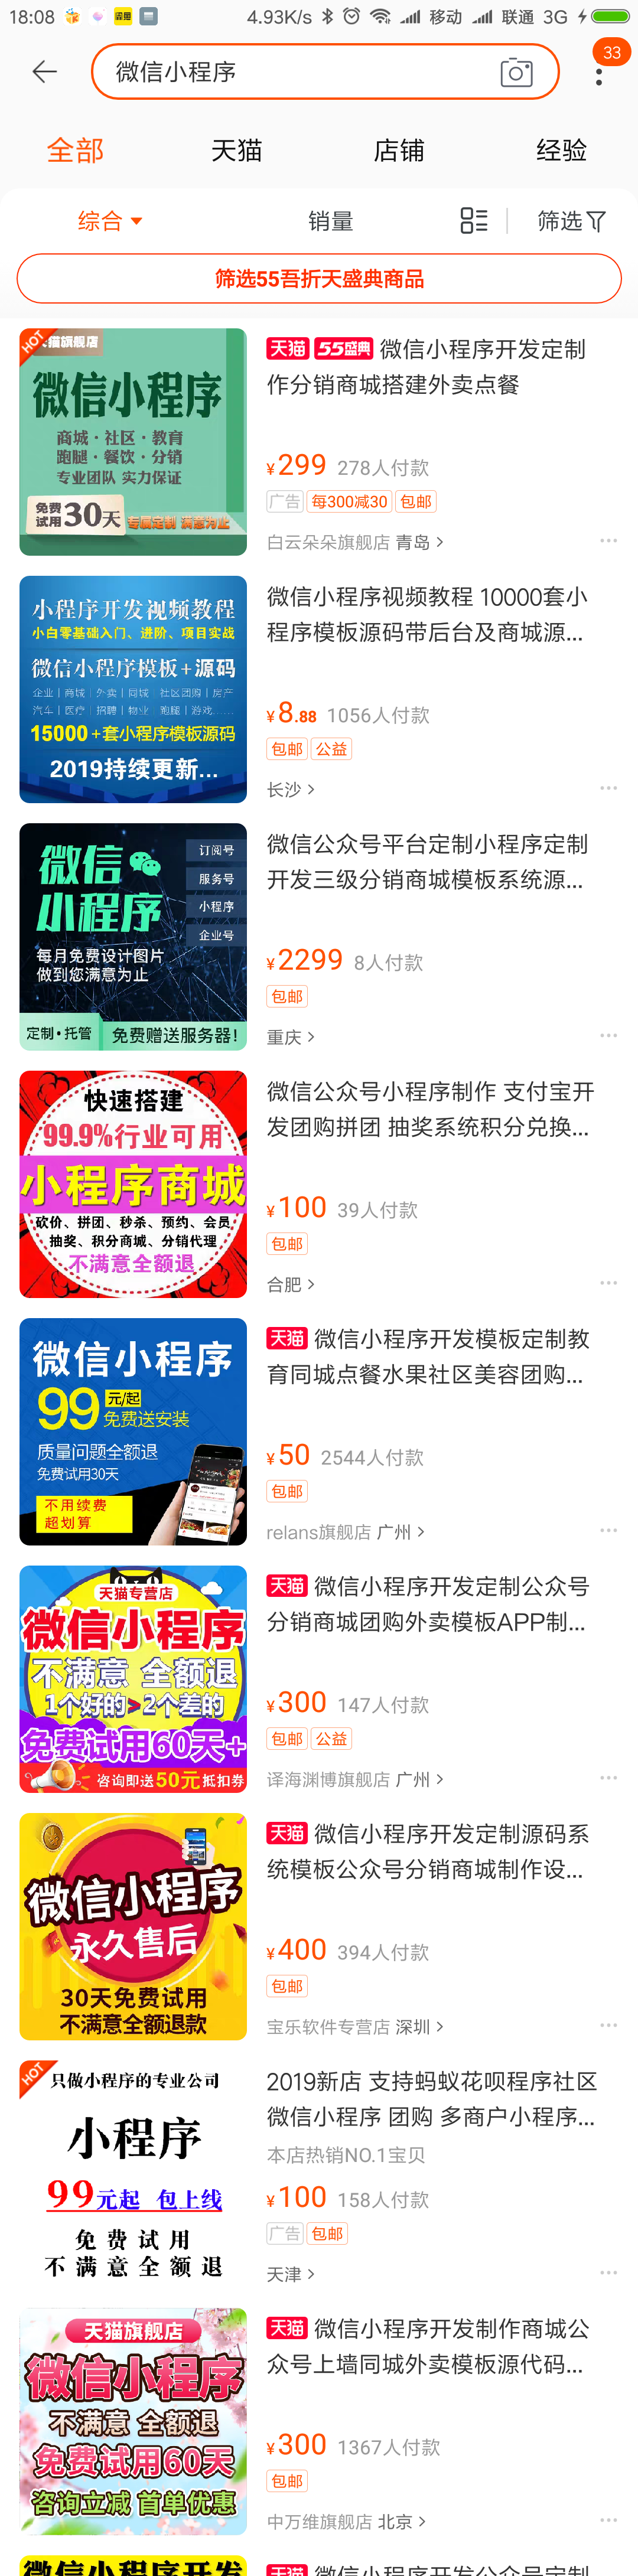 18:08
4.93K/s 移动 联通 3G
微信小程序
33
全部 天猫 店铺 经验
综合 销量 筛选
筛选55吾折天盛典商品
HOT
天猫旗舰店
微信小程序
商城·社区·教育
跑腿·餐饮·分销
专业团队 实力保证
免费
试用30天 专属定制 满意为止
天猫 55盛典 微信小程序开发定制
作分销商城搭建外卖点餐
¥299 278人付款
广告 每300减30 包邮
白云朵朵旗舰店 青岛
小程序开发视频教程
小白零基础入门、进阶、项目实战
微信小程序模板+源码
企业|商城|外卖|同城|社区团购|房产
汽车|医疗|招聘|物业|跑腿|游戏......
15000+套小程序模板源码
2019持续更新...
微信小程序视频教程 10000套小
程序模板源码带后台及商城源...
¥8.88 1056人付款
包邮 公益
长沙
微信
小程序
订阅号
服务号
小程序
企业号
每月免费设计图片
做到您满意为止
定制·托管 免费赠送服务器!
微信公众号平台定制小程序定制
开发三级分销商城模板系统源...
¥2299 8人付款
包邮
重庆
快速搭建
99.9%行业可用
小程序商城
砍价、拼团、秒杀、预约、会员
抽奖、积分商城、分销代理
不满意全额退
微信公众号小程序制作 支付宝开
发团购拼团 抽奖系统积分兑换...
¥100 39人付款
包邮
合肥
微信小程序
99元/起
免费送安装
质量问题全额退
免费试用30天
不用续费
超划算
天猫 微信小程序开发模板定制教
育同城点餐水果社区美容团购...
¥50 2544人付款
包邮
relans旗舰店 广州
天猫专营店
微信小程序
不满意 全额退
1个好的>2个差的
免费试用60天+
咨询即送50元抵扣券
天猫 微信小程序开发定制公众号
分销商城团购外卖模板APP制...
¥300 147人付款
包邮 公益
译海渊博旗舰店 广州
微信小程序
永久售后
30天免费试用
不满意全额退款
天猫 微信小程序开发定制源码系
统模板公众号分销商城制作设...
¥400 394人付款
包邮
宝乐软件专营店 深圳
HOT
只做小程序的专业公司
小程序
99元起 包上线
免费试用
不满意全额退
2019新店 支持蚂蚁花呗程序社区
微信小程序 团购 多商户小程序...
本店热销NO.1宝贝
¥100 158人付款
广告 包邮
天津
天猫旗舰店
微信小程序
不满意 全额退
免费试用60天
咨询立减 首单优惠
天猫 微信小程序开发制作商城公
众号上墙同城外卖模板源代码...
¥300 1367人付款
包邮
中万维旗舰店 北京
微信小程序开发
天猫 微信小程序开发公众号定制